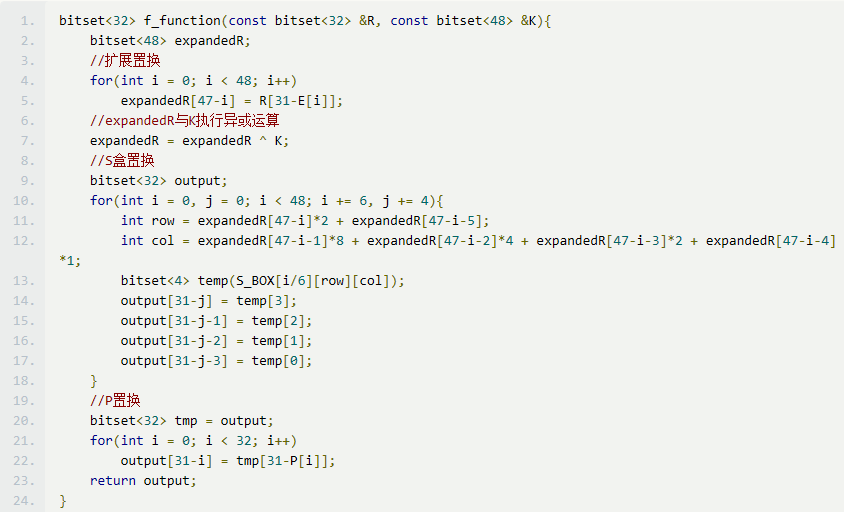 1. bitset<32> f_function(const bitset<32> &R, const bitset<48> &K){
2.     bitset<48> expandedR;
3.     //扩展置换
4.     for(int i = 0; i < 48; i++)
5.         expandedR[47-i] = R[31-E[i]];
6.     //expandedR与K执行异或运算
7.     expandedR = expandedR ^ K;
8.     //S盒置换
9.     bitset<32> output;
10.     for(int i = 0, j = 0; i < 48; i += 6, j += 4){
11.         int row = expandedR[47-i]*2 + expandedR[47-i-5];
12.         int col = expandedR[47-i-1]*8 + expandedR[47-i-2]*4 + expandedR[47-i-3]*2 + expandedR[47-i-4]
*1;
13.         bitset<4> temp(S_BOX[i/6][row][col]);
14.         output[31-j] = temp[3];
15.         output[31-j-1] = temp[2];
16.         output[31-j-2] = temp[1];
17.         output[31-j-3] = temp[0];
18.     }
19.     //P置换
20.     bitset<32> tmp = output;
21.     for(int i = 0; i < 32; i++)
22.         output[31-i] = tmp[31-P[i]];
23.     return output;
24. }